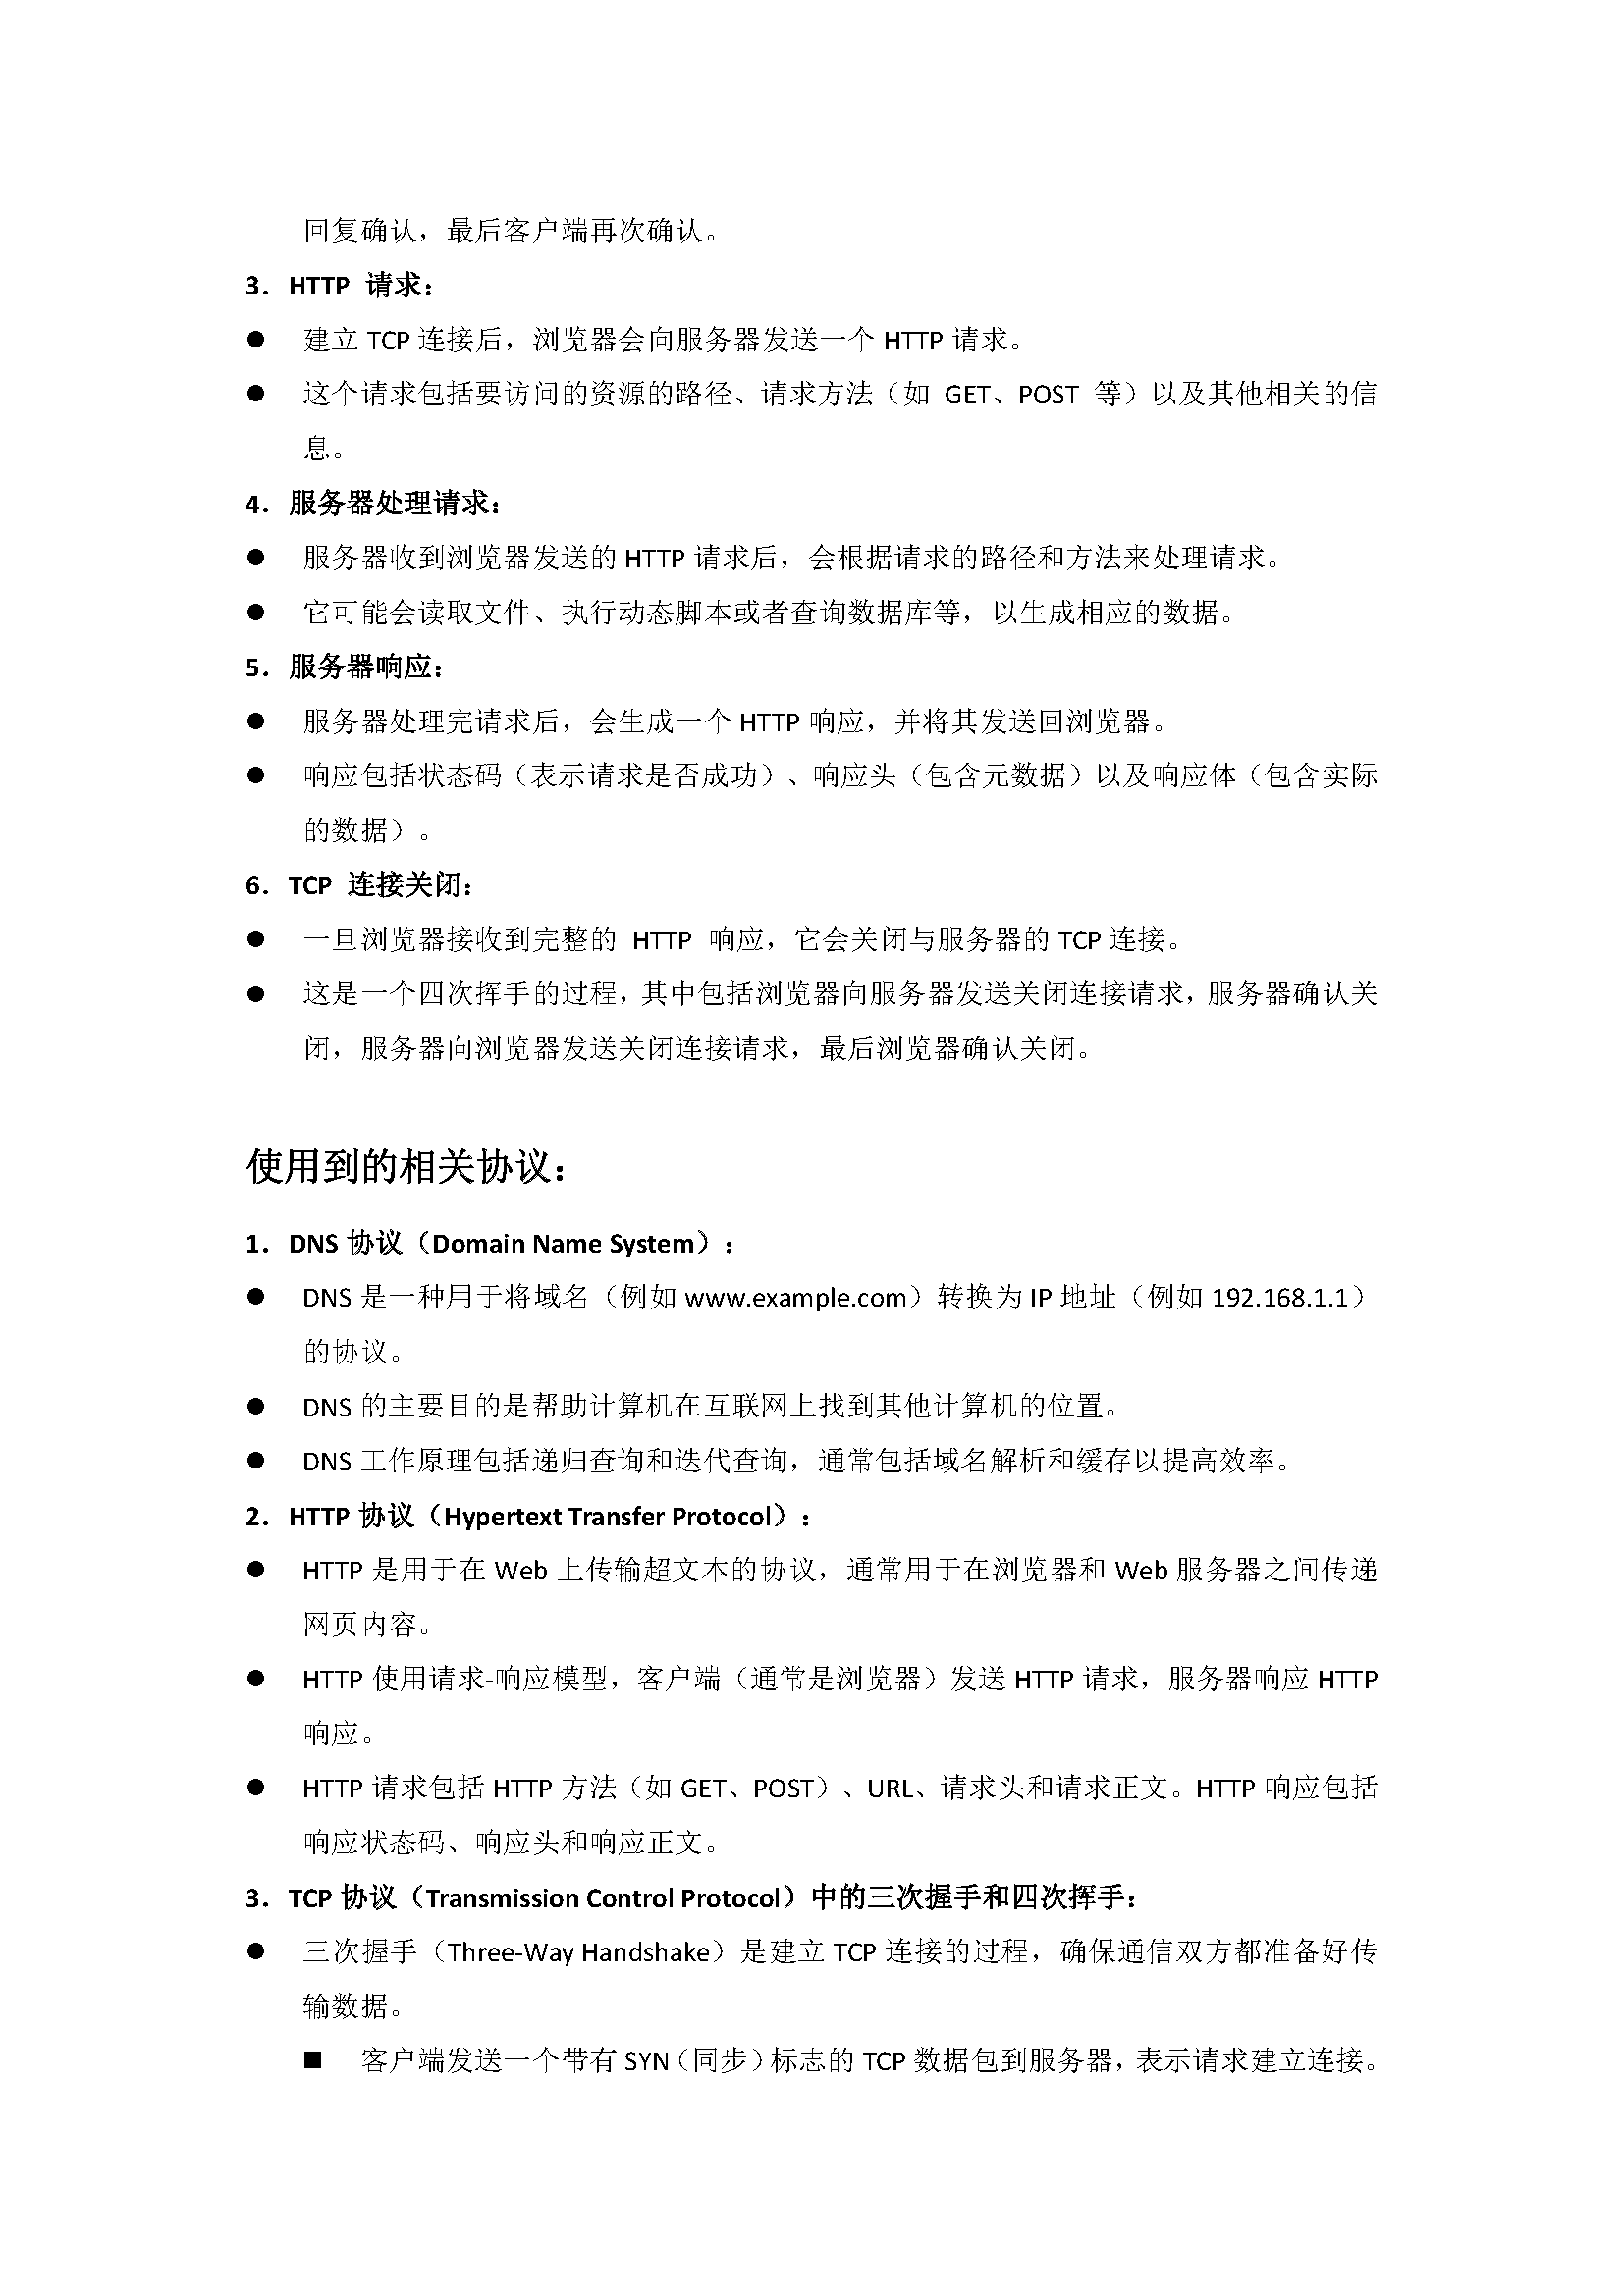 回复确认，最后客户端再次确认。
3. HTTP 请求：
● 建立 TCP 连接后，浏览器会向服务器发送一个 HTTP 请求。
● 这个请求包括要访问的资源的路径、请求方法（如 GET、POST 等）以及其他相关的信
息。
4. 服务器处理请求：
● 服务器收到浏览器发送的 HTTP 请求后，会根据请求的路径和方法来处理请求。
● 它可能会读取文件、执行动态脚本或者查询数据库等，以生成相应的数据。
5. 服务器响应：
● 服务器处理完请求后，会生成一个 HTTP 响应，并将其发送回浏览器。
● 响应包括状态码（表示请求是否成功）、响应头（包含元数据）以及响应体（包含实际
的数据）。
6. TCP 连接关闭：
● 一旦浏览器接收到完整的 HTTP 响应，它会关闭与服务器的 TCP 连接。
● 这是一个四次挥手的过程，其中包括浏览器向服务器发送关闭连接请求，服务器确认关
闭，服务器向浏览器发送关闭连接请求，最后浏览器确认关闭。
使用到的相关协议：
1. DNS 协议（Domain Name System）：
● DNS 是一种用于将域名（例如 www.example.com）转换为 IP 地址（例如 192.168.1.1）
的协议。
● DNS 的主要目的是帮助计算机在互联网上找到其他计算机的位置。
● DNS 工作原理包括递归查询和迭代查询，通常包括域名解析和缓存以提高效率。
2. HTTP 协议（Hypertext Transfer Protocol）：
● HTTP 是用于在 Web 上传输超文本的协议，通常用于在浏览器和 Web 服务器之间传递
网页内容。
● HTTP 使用请求-响应模型，客户端（通常是浏览器）发送 HTTP 请求，服务器响应 HTTP
响应。
● HTTP 请求包括 HTTP 方法（如 GET、POST）、URL、请求头和请求正文。HTTP 响应包括
响应状态码、响应头和响应正文。
3. TCP 协议（Transmission Control Protocol）中的三次握手和四次挥手：
● 三次握手（Three-Way Handshake）是建立 TCP 连接的过程，确保通信双方都准备好传
输数据。
■ 客户端发送一个带有 SYN（同步）标志的 TCP 数据包到服务器，表示请求建立连接。